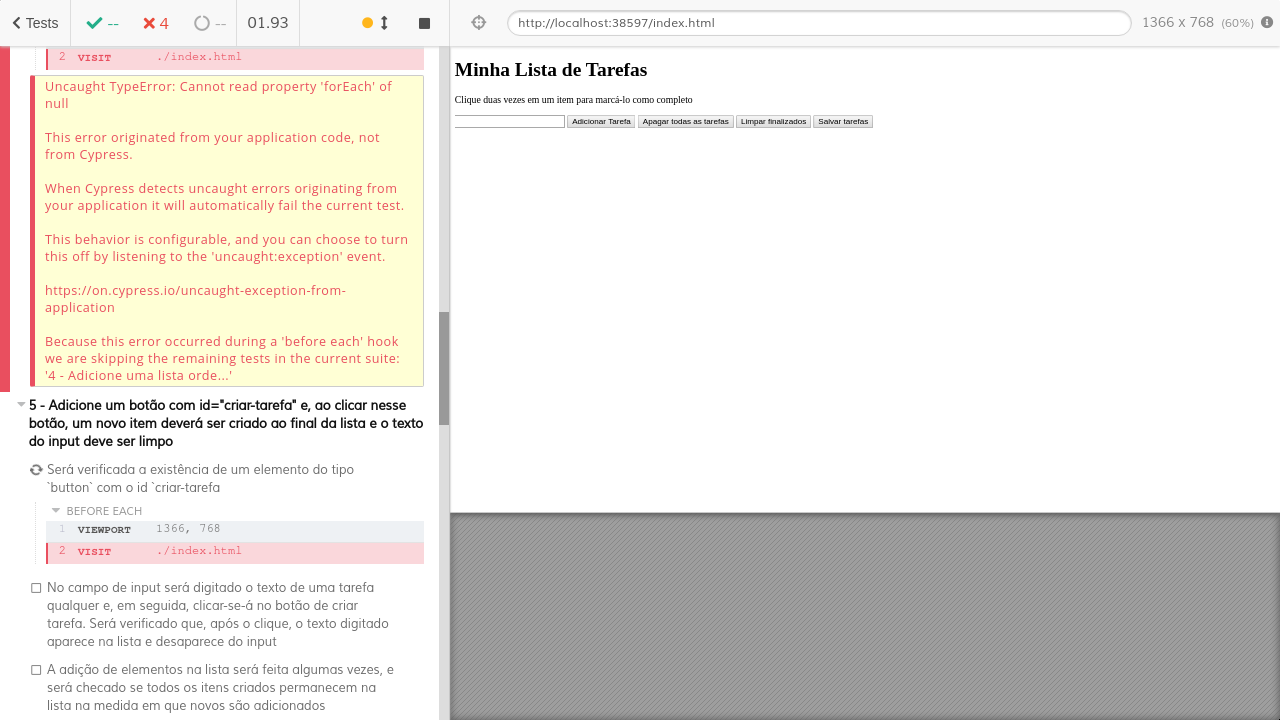 Tests
--
4
--
01.93
http://localhost:38597/index.html
1366 x 768 (60%)
2 VISIT ./index.html
Uncaught TypeError: Cannot read property 'forEach' of
null
This error originated from your application code, not
from Cypress.
When Cypress detects uncaught errors originating from
your application it will automatically fail the current test.
This behavior is configurable, and you can choose to turn
this off by listening to the 'uncaught:exception' event.
https://on.cypress.io/uncaught-exception-from-
application
Because this error occurred during a 'before each' hook
we are skipping the remaining tests in the current suite:
'4 - Adicione uma lista orde...'
5 - Adicione um botão com id="criar-tarefa" e, ao clicar nesse
botão, um novo item deverá ser criado ao final da lista e o texto
do input deve ser limpo
Será verificada a existência de um elemento do tipo
`button` com o id `criar-tarefa
BEFORE EACH
1 VIEWPORT 1366, 768
2 VISIT ./index.html
No campo de input será digitado o texto de uma tarefa
qualquer e, em seguida, clicar-se-á no botão de criar
tarefa. Será verificado que, após o clique, o texto digitado
aparece na lista e desaparece do input
A adição de elementos na lista será feita algumas vezes, e
será checado se todos os itens criados permanecem na
lista na medida em que novos são adicionados
Minha Lista de Tarefas
Clique duas vezes em um item para marcá-lo como completo
Adicionar Tarefa
Apagar todas as tarefas
Limpar finalizados
Salvar tarefas